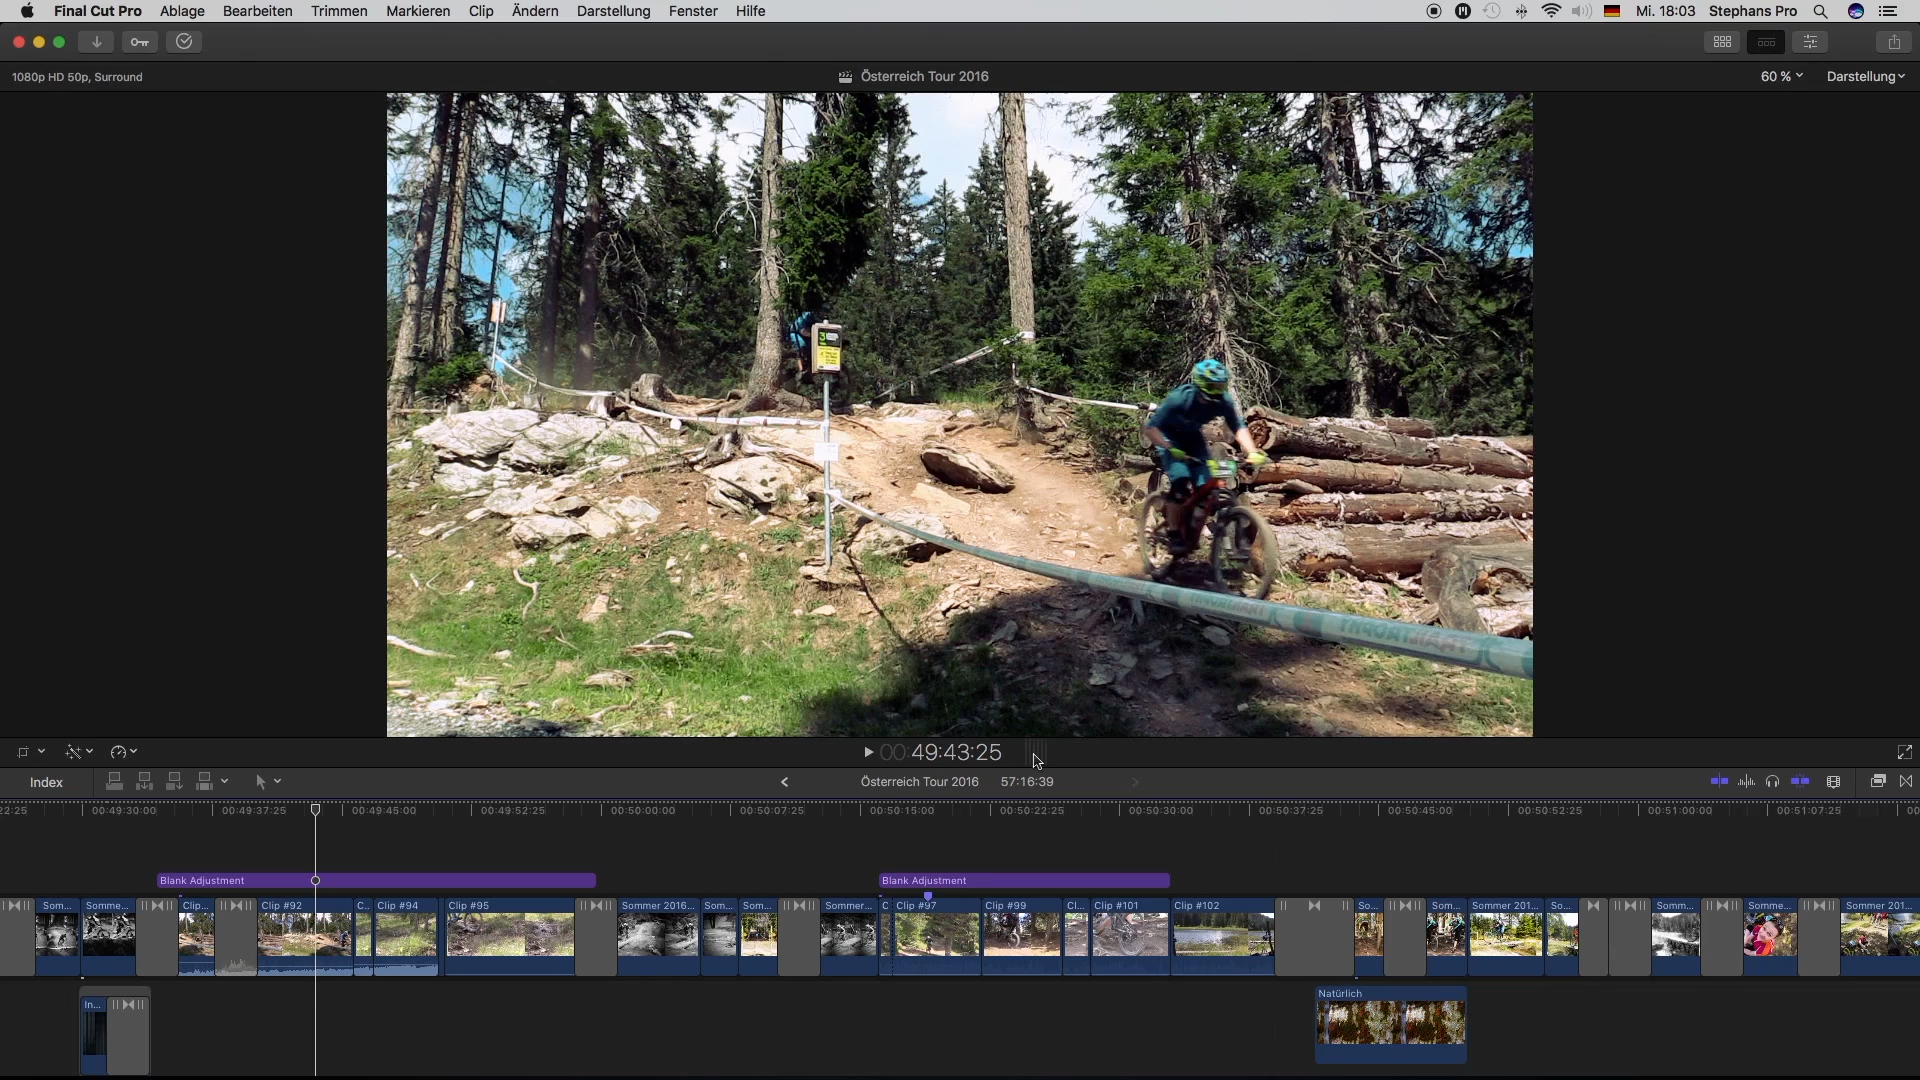 Final Cut Pro Ablage Bearbeiten Trimmen Markieren Clip Ändern Darstellung Fenster Hilfe Mi. 18:03 Stephans Pro
1080p HD 50p, Surround Österreich Tour 2016 60 % Darstellung
00:49:43:25
Index Österreich Tour 2016 57:16:39
22:25 00:49:30:00 00:49:37:25 00:49:45:00 00:49:52:25 00:50:00:00 00:50:07:25 00:50:15:00 00:50:22:25 00:50:30:00 00:50:37:25 00:50:45:00 00:50:52:25 00:51:00:00 00:51:07:25 00
Blank Adjustment Blank Adjustment
Som... Somme... Clip... Clip #92 C... Clip #94 Clip #95 Sommer 2016... Som... Som... Sommer... C Clip #97 Clip #99 Cl... Clip #101 Clip #102 So... Som... Sommer 201... So... Somm... Somme... Sommer 201...
In... Natürlich